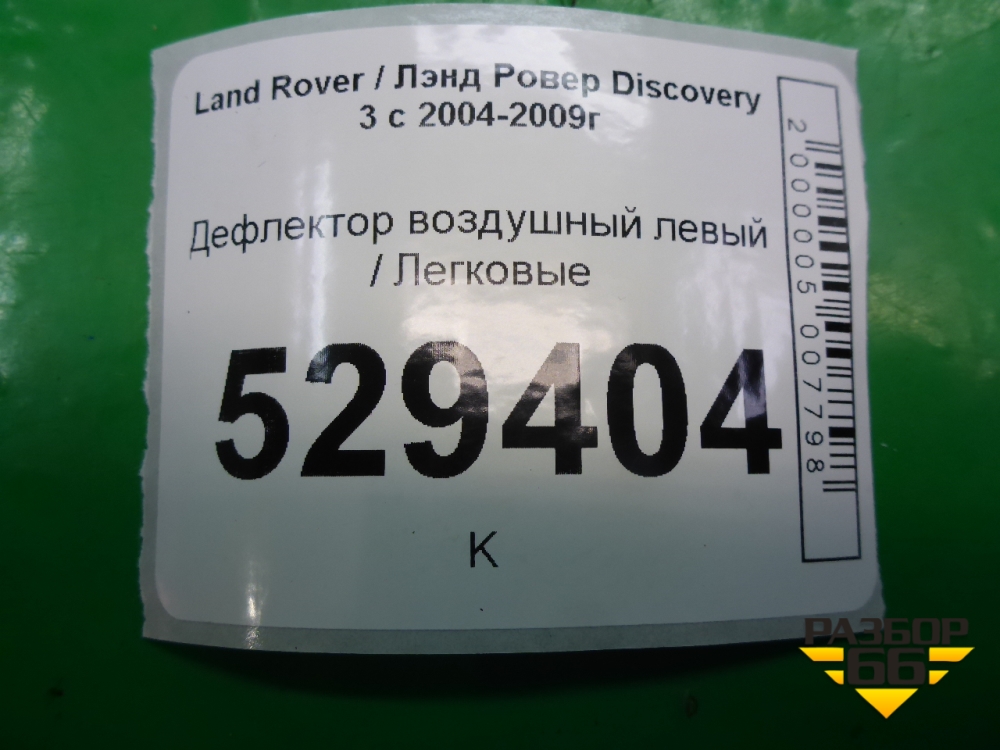 Land Rover / Лэнд Ровер Discovery
3 с 2004-2009г
Дефлектор воздушный левый
/ Легковые
529404
К
2000005007798
РАЗБОР
66